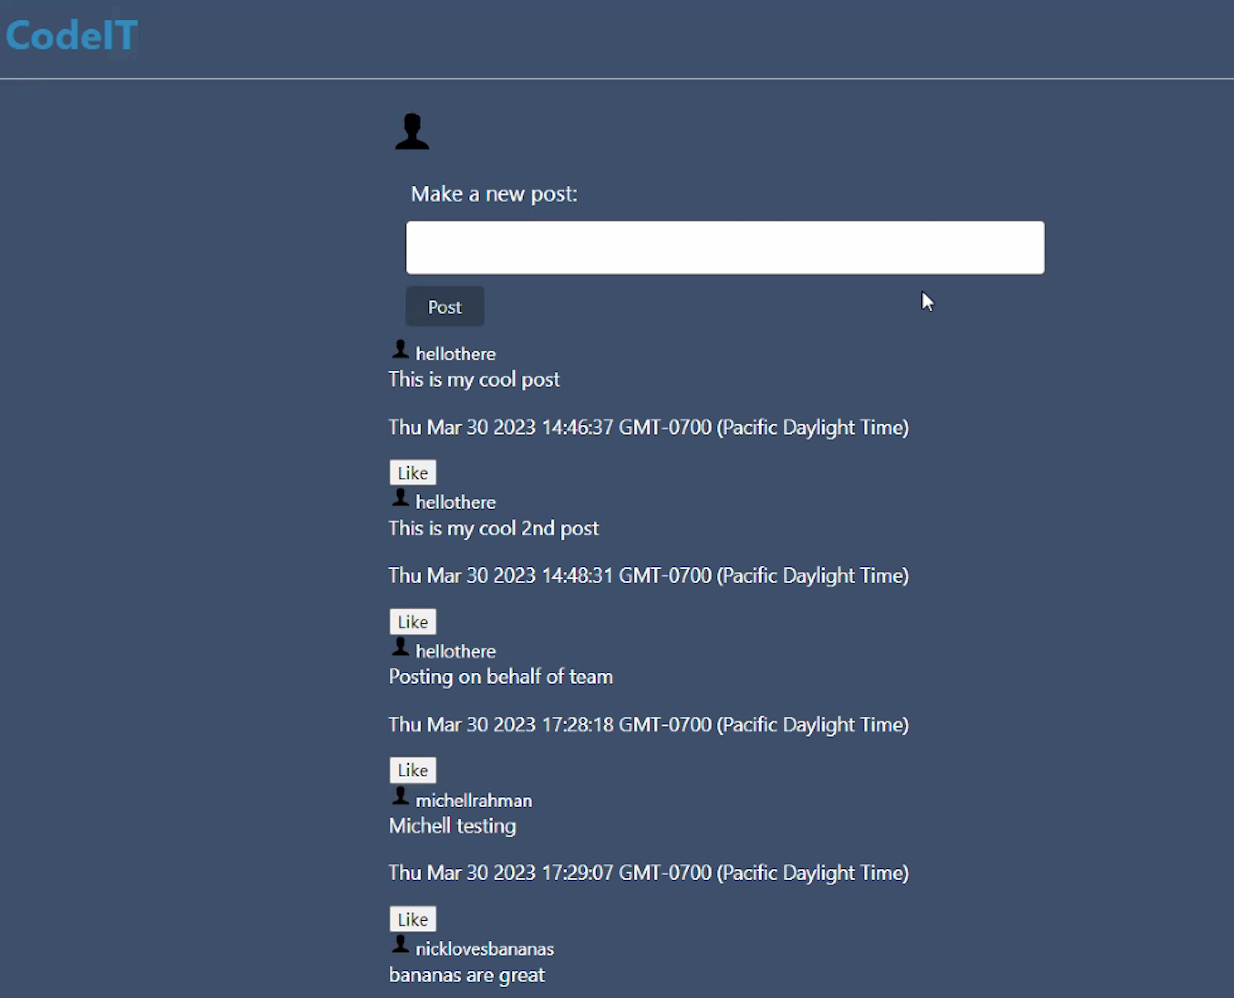 CodeIT
Make a new post:
Post
hellothere
This is my cool post
Thu Mar 30 2023 14:46:37 GMT-0700 (Pacific Daylight Time)
Like
hellothere
This is my cool 2nd post
Thu Mar 30 2023 14:48:31 GMT-0700 (Pacific Daylight Time)
Like
hellothere
Posting on behalf of team
Thu Mar 30 2023 17:28:18 GMT-0700 (Pacific Daylight Time)
Like
michellrahman
Michell testing
Thu Mar 30 2023 17:29:07 GMT-0700 (Pacific Daylight Time)
Like
nicklovesbananas
bananas are great